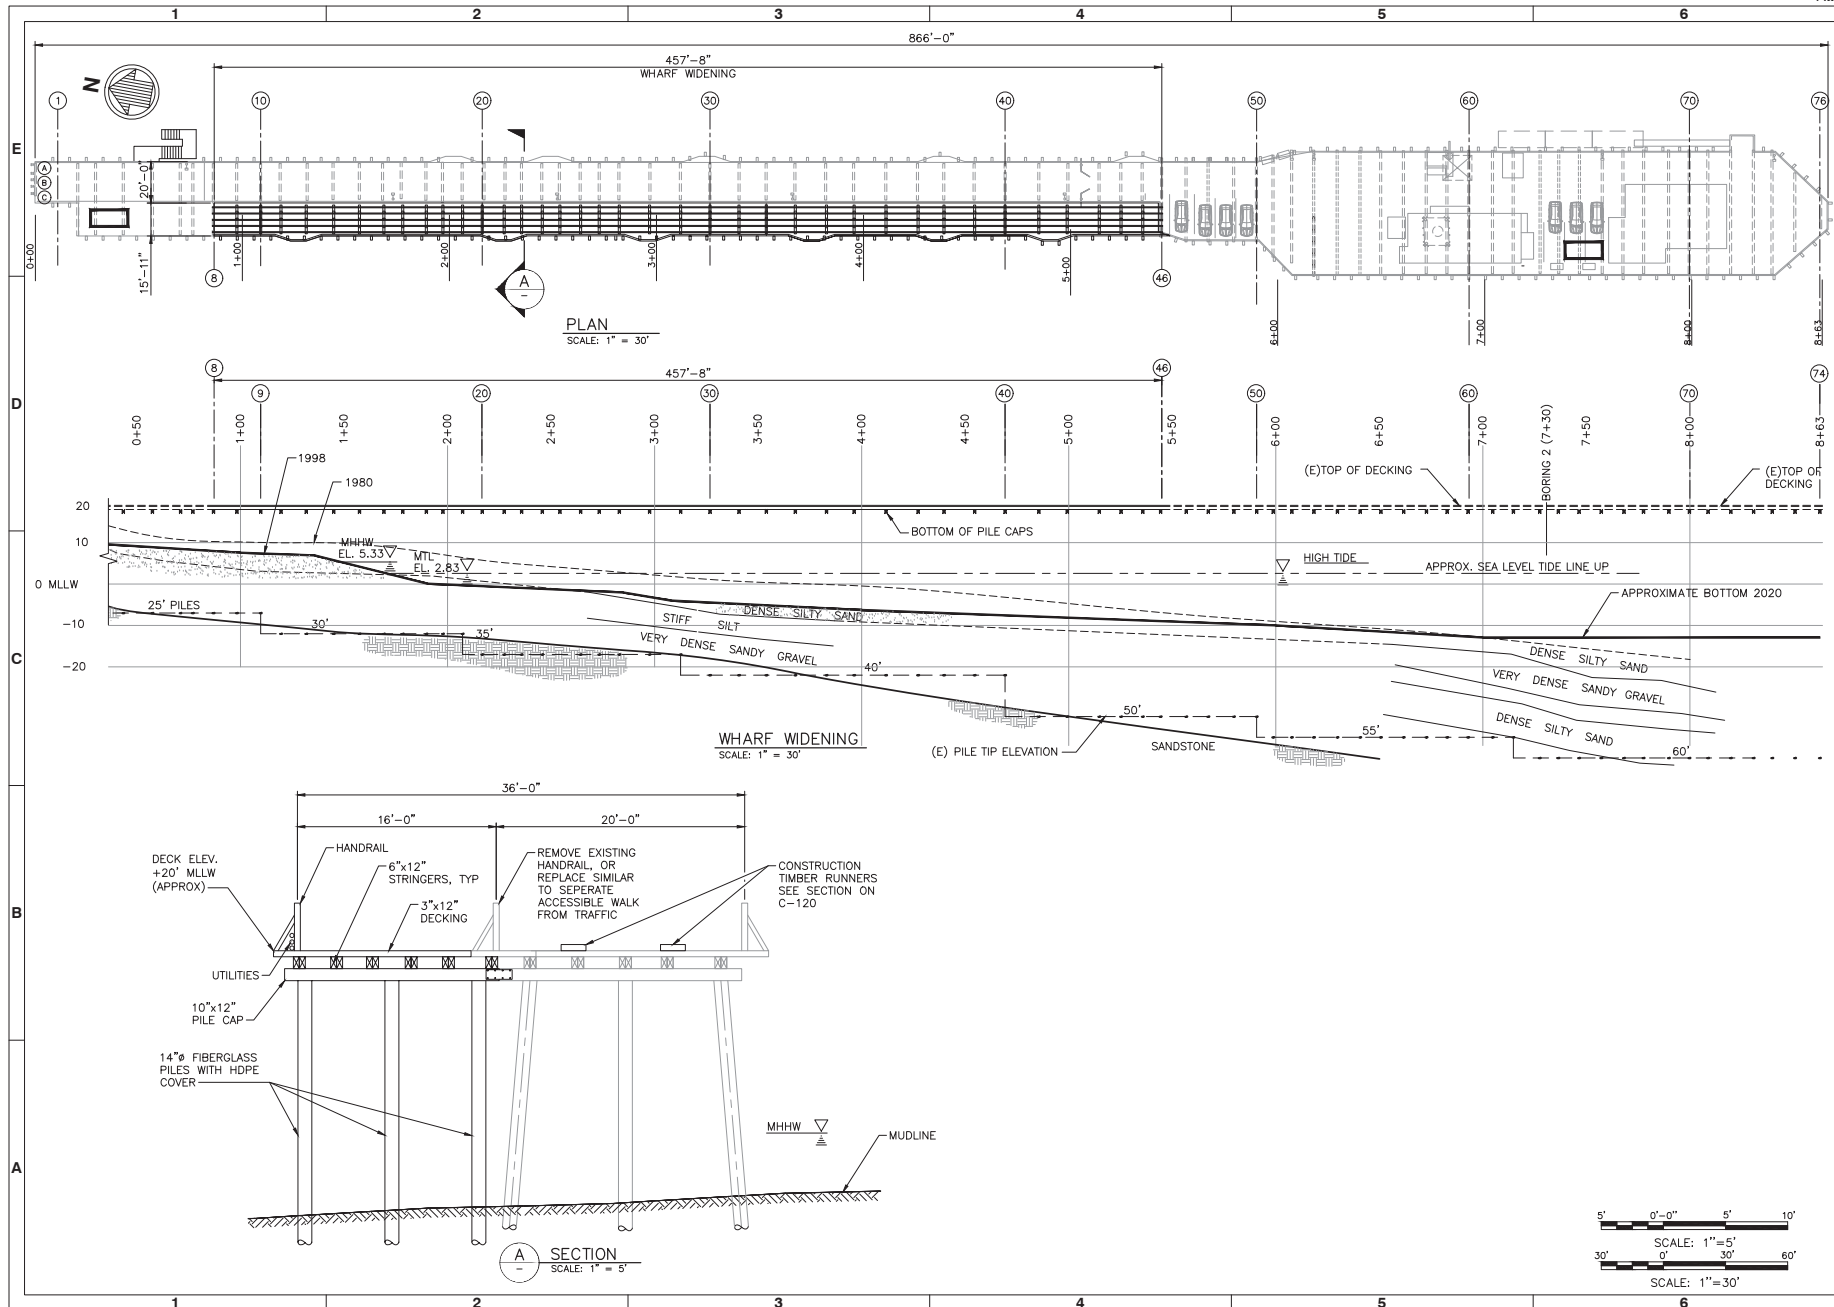 1 2 3 4 5 6
866'-0"
457'-8"
WHARF WIDENING
N
1 10 20 30 40 50 60 70 76
E
A
B
C
20'-0"
15'-11"
0+00 1+00 2+00 3+00 4+00 5+00 6+00 7+00 8+00 8+63
8 46
A
-
PLAN
SCALE: 1" = 30'
8 46
457'-8"
9 20 30 40 50 60 70 74
D
0+50 1+00 1+50 2+00 2+50 3+00 3+50 4+00 4+50 5+00 5+50 6+00 6+50 7+00 BORING 2 (7+30) 7+50 8+00 8+63
1998
1980
(E)TOP OF DECKING
(E)TOP OF
DECKING
20
BOTTOM OF PILE CAPS
10
MHHW
EL. 5.33
MTL
EL. 2.83
HIGH TIDE
APPROX. SEA LEVEL TIDE LINE UP
0 MLLW
APPROXIMATE BOTTOM 2020
25' PILES
DENSE SILTY SAND
-10
30'
STIFF SILT
35'
VERY DENSE SANDY GRAVEL
C
-20
40'
DENSE SILTY SAND
VERY DENSE SANDY GRAVEL
50'
DENSE SILTY SAND
55'
60'
WHARF WIDENING
SCALE: 1" = 30'
(E) PILE TIP ELEVATION
SANDSTONE
36'-0"
16'-0" 20'-0"
HANDRAIL
DECK ELEV.
+20' MLLW
(APPROX)
6"x12"
STRINGERS, TYP
REMOVE EXISTING
HANDRAIL, OR
REPLACE SIMILAR
TO SEPERATE
ACCESSIBLE WALK
FROM TRAFFIC
CONSTRUCTION
TIMBER RUNNERS
SEE SECTION ON
C-120
3"x12"
DECKING
B
UTILITIES
10"x12"
PILE CAP
14"ø FIBERGLASS
PILES WITH HDPE
COVER
MHHW
MUDLINE
A
A
-
SECTION
SCALE: 1" = 5'
5' 0'-0" 5' 10'
SCALE: 1"=5'
30' 0' 30' 60'
SCALE: 1"=30'
1 2 3 4 5 6